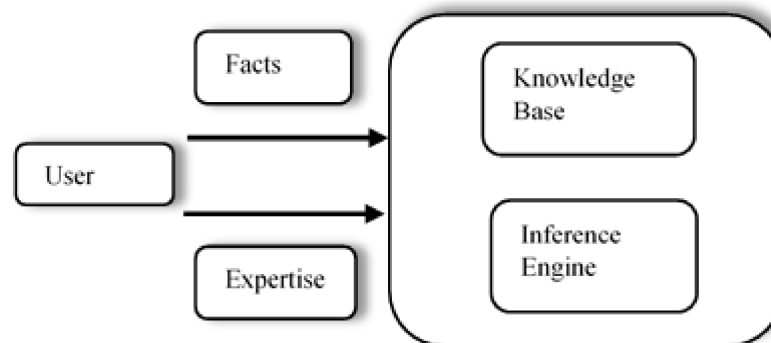 Facts
Knowledge
Base
User
Inference
Engine
Expertise